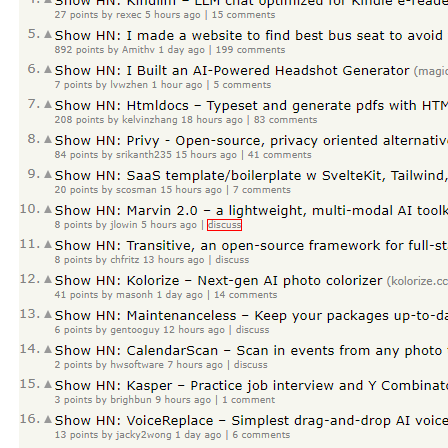 4. ▲ Show HN: Kindllm – LLM chat optimized for Kindle e-reade
27 points by rexec 5 hours ago | 15 comments
5. ▲ Show HN: I made a website to find best bus seat to avoid
892 points by Amithv 1 day ago | 199 comments
6. ▲ Show HN: I Built an AI-Powered Headshot Generator (magic
7 points by lvwzhen 1 hour ago | 5 comments
7. ▲ Show HN: Htmldocs – Typeset and generate pdfs with HTM
208 points by kelvinzhang 18 hours ago | 83 comments
8. ▲ Show HN: Privy - Open-source, privacy oriented alternativ
84 points by srikanth235 15 hours ago | 41 comments
9. ▲ Show HN: SaaS template/boilerplate w SvelteKit, Tailwind,
20 points by scosman 15 hours ago | 7 comments
10. ▲ Show HN: Marvin 2.0 – a lightweight, multi-modal AI toolk
8 points by jlowin 5 hours ago | discuss
11. ▲ Show HN: Transitive, an open-source framework for full-st
8 points by chfritz 13 hours ago | discuss
12. ▲ Show HN: Kolorize – Next-gen AI photo colorizer (kolorize.cc
41 points by masonh 1 day ago | 14 comments
13. ▲ Show HN: Maintenanceless – Keep your packages up-to-da
6 points by gentooguy 12 hours ago | discuss
14. ▲ Show HN: CalendarScan – Scan in events from any photo
2 points by hwsoftware 7 hours ago | discuss
15. ▲ Show HN: Kasper – Practice job interview and Y Combinato
3 points by brighbun 9 hours ago | 1 comment
16. ▲ Show HN: VoiceReplace – Simplest drag-and-drop AI voice
13 points by jacky2wong 1 day ago | 6 comments